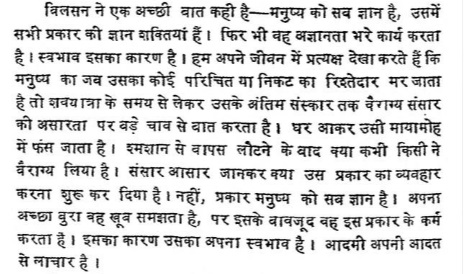 विलसन ने एक अच्छी बात कही है—मनुष्य को सब ज्ञान है, उसमें
सभी प्रकार की ज्ञान शक्तियां हैं। फिर भी वह अज्ञानता भरे कार्य करता
है। स्वभाव इसका कारण है। हम अपने जीवन में प्रत्यक्ष देखा करते हैं कि
मनुष्य का जब उसका कोई परिचित या निकट का रिश्तेदार मर जाता
है तो शवयात्रा के समय से लेकर उसके अंतिम संस्कार तक वैराग्य संसार
की असारता पर बड़े चाव से बात करता है। घर आकर उसी मायामोह
में फंस जाता है। श्मशान से वापस लौटने के बाद क्या कभी किसी ने
वैराग्य लिया है। संसार आसार जानकर क्या उस प्रकार का व्यवहार
करना शुरू कर दिया है। नहीं, प्रकार मनुष्य को सब ज्ञान है। अपना
अच्छा बुरा वह खूब समझता है, पर इसके बावजूद वह इस प्रकार के कर्म
करता है। इसका कारण उसका अपना स्वभाव है। आदमी अपनी आदत
से लाचार है।